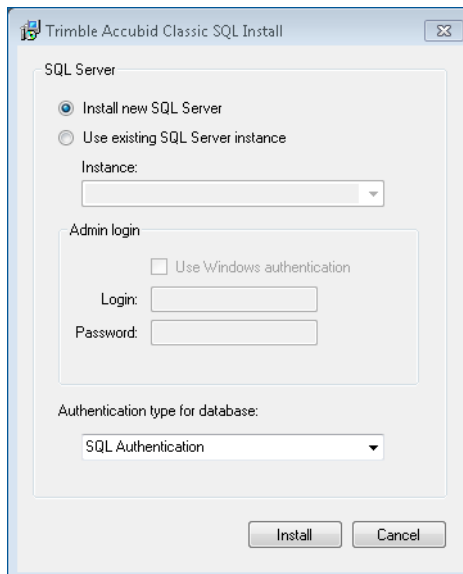 Trimble Accubid Classic SQL Install
SQL Server
Install new SQL Server
Use existing SQL Server instance
Instance:
Admin login
Use Windows authentication
Login:
Password:
Authentication type for database:
SQL Authentication
Install Cancel